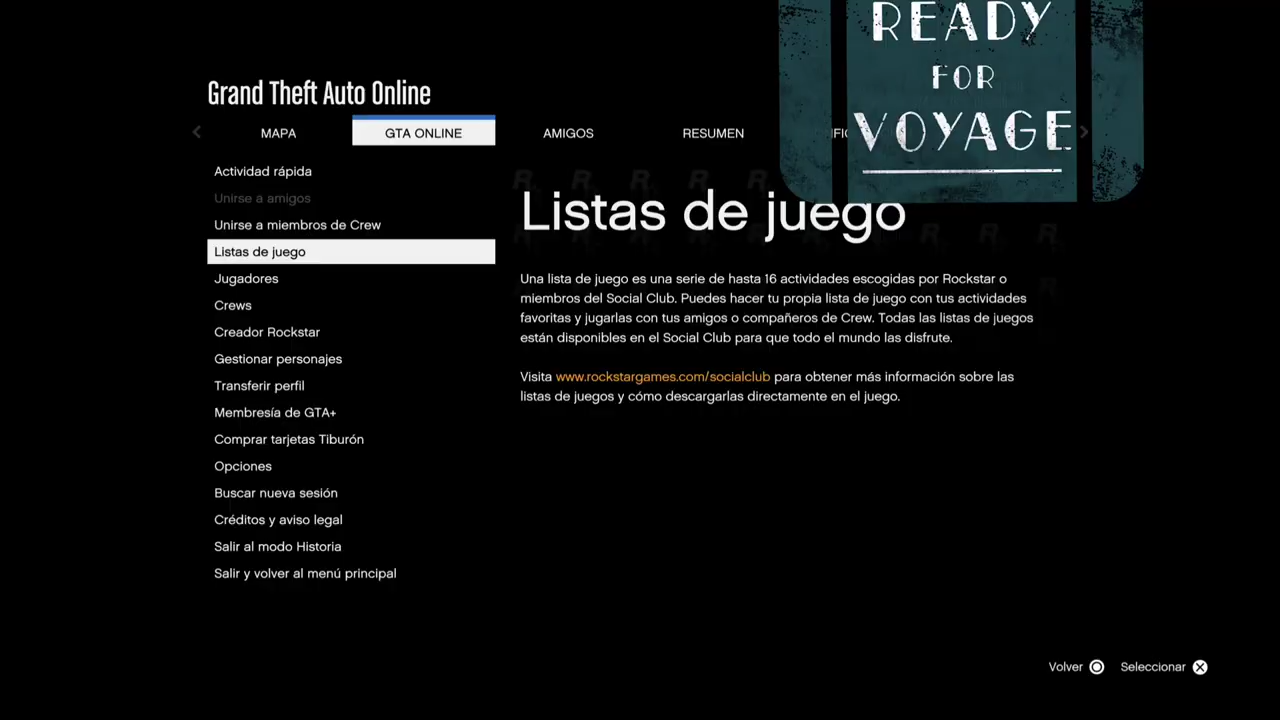 READY
FOR
VOYAGE
Grand Theft Auto Online
MAPA
GTA ONLINE
AMIGOS
RESUMEN
Actividad rápida
Unirse a amigos
Unirse a miembros de Crew
Listas de juego
Jugadores
Crews
Creador Rockstar
Gestionar personajes
Transferir perfil
Membresía de GTA+
Comprar tarjetas Tiburón
Opciones
Buscar nueva sesión
Créditos y aviso legal
Salir al modo Historia
Salir y volver al menú principal
Listas de juego
Una lista de juego es una serie de hasta 16 actividades escogidas por Rockstar o
miembros del Social Club. Puedes hacer tu propia lista de juego con tus actividades
favoritas y jugarlas con tus amigos o compañeros de Crew. Todas las listas de juegos
están disponibles en el Social Club para que todo el mundo las disfrute.
Visita www.rockstargames.com/socialclub para obtener más información sobre las
listas de juegos y cómo descargarlas directamente en el juego.
Volver
Seleccionar